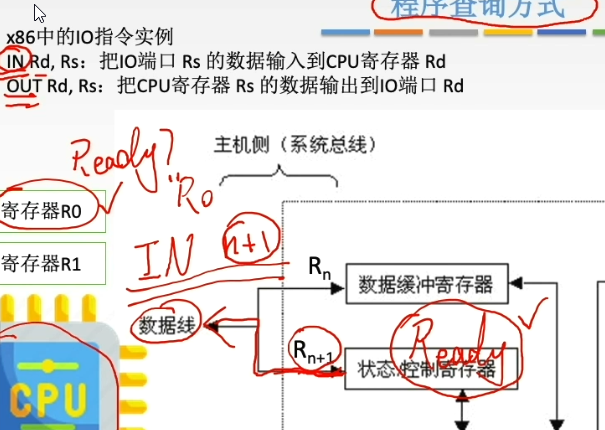 程序查询方式
x86中的IO指令实例
IN Rd, Rs：把IO端口 Rs 的数据输入到CPU寄存器 Rd
OUT Rd, Rs：把CPU寄存器 Rs 的数据输出到IO端口 Rd
主机侧（系统总线）
Ready?
"R0
寄存器R0
IN n+1
寄存器R1
Rn
数据缓冲寄存器
数据线
Rn+1
状态/控制寄存器
Ready
CPU